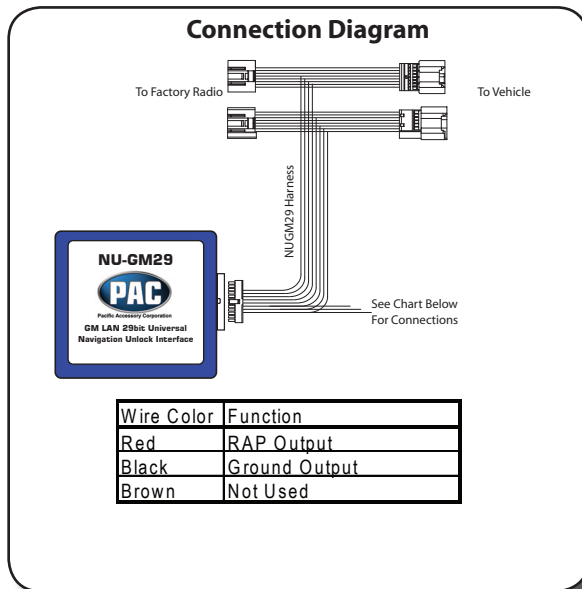 Connection Diagram
To Factory Radio
To Vehicle
NUGM29 Harness
NU-GM29
PAC
Pacific Accessory Corporation
GM LAN 29bit Universal
Navigation Unlock Interface
See Chart Below
For Connections
Wire Color Function
Red RAP Output
Black Ground Output
Brown Not Used